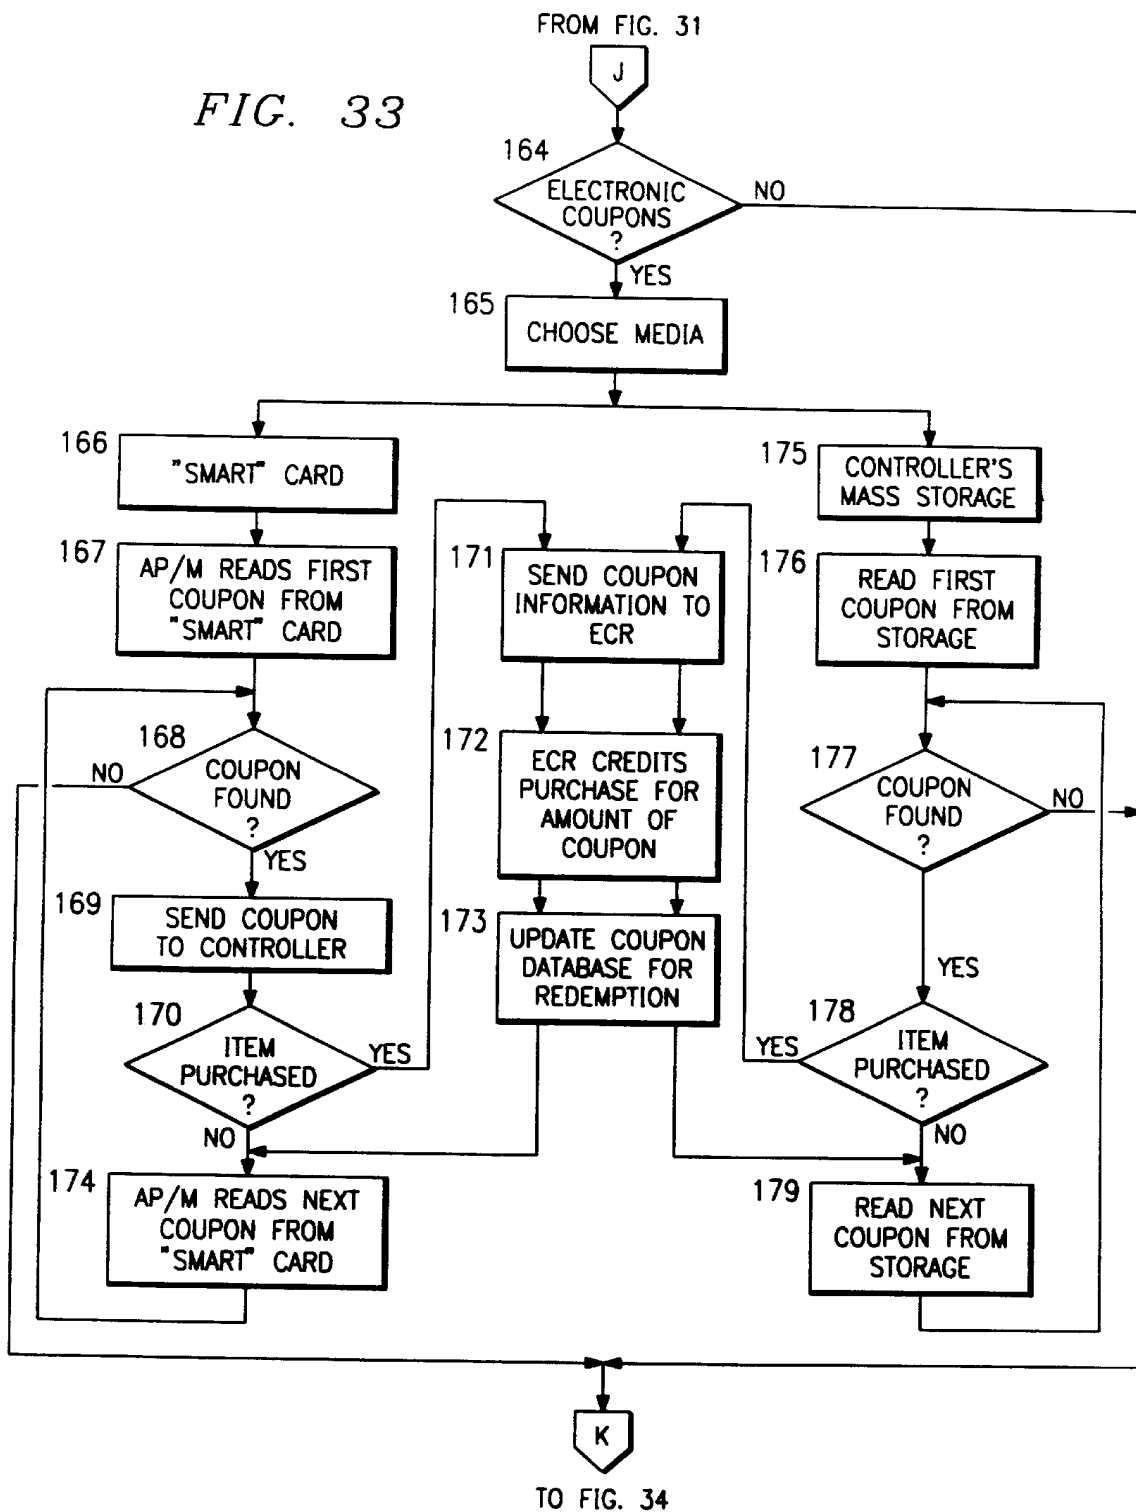 FROM FIG. 31
J
FIG. 33
164
ELECTRONIC
COUPONS
?
NO
YES
165
CHOOSE MEDIA
166
"SMART" CARD
167
AP/M READS FIRST
COUPON FROM
"SMART" CARD
168
COUPON
FOUND
?
NO
YES
169
SEND COUPON
TO CONTROLLER
170
ITEM
PURCHASED
?
YES
NO
174
AP/M READS NEXT
COUPON FROM
"SMART" CARD
171
SEND COUPON
INFORMATION TO
ECR
172
ECR CREDITS
PURCHASE FOR
AMOUNT OF
COUPON
173
UPDATE COUPON
DATABASE FOR
REDEMPTION
175
CONTROLLER'S
MASS STORAGE
176
READ FIRST
COUPON FROM
STORAGE
177
COUPON
FOUND
?
NO
YES
178
ITEM
PURCHASED
?
YES
NO
179
READ NEXT
COUPON FROM
STORAGE
K
TO FIG. 34